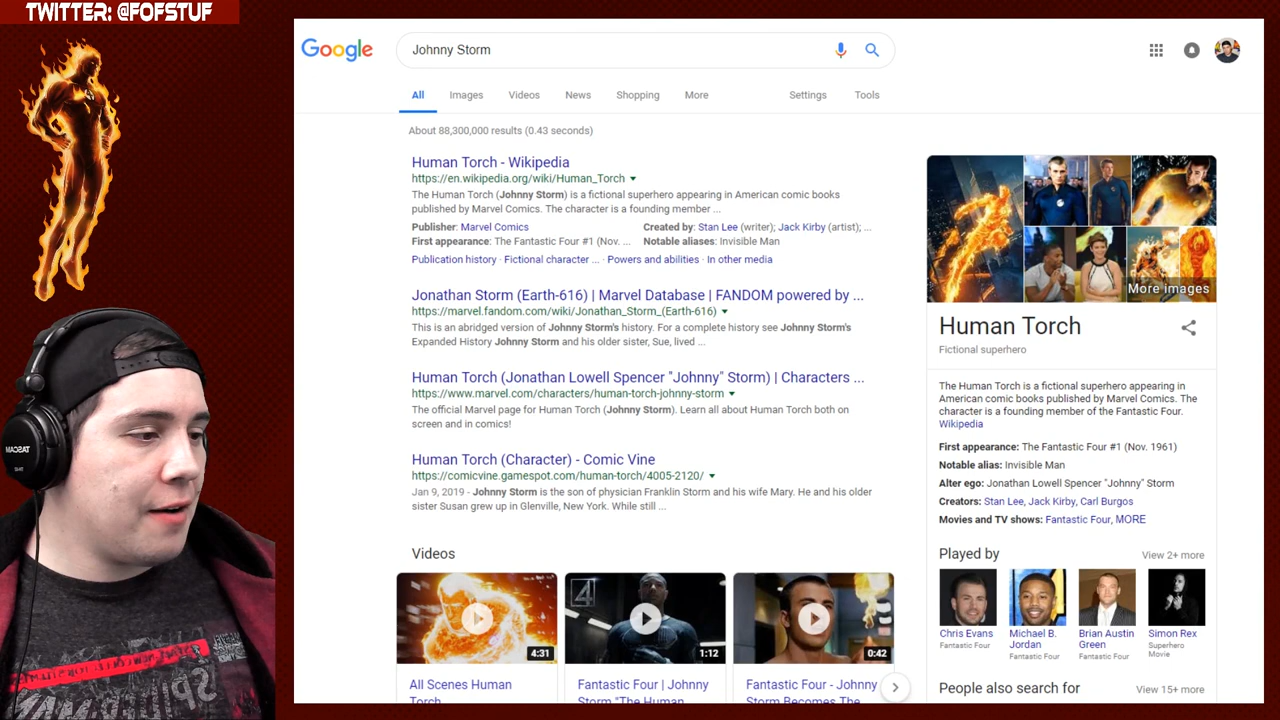 TWITTER: @FOFSTUF
Google
Johnny Storm
All Images Videos News Shopping More Settings Tools
About 88,300,000 results (0.43 seconds)
Human Torch - Wikipedia
https://en.wikipedia.org/wiki/Human_Torch
The Human Torch (Johnny Storm) is a fictional superhero appearing in American comic books
published by Marvel Comics. The character is a founding member ...
Publisher: Marvel Comics Created by: Stan Lee (writer); Jack Kirby (artist); ...
First appearance: The Fantastic Four #1 (Nov. ... Notable aliases: Invisible Man
Publication history · Fictional character ... · Powers and abilities · In other media
Jonathan Storm (Earth-616) | Marvel Database | FANDOM powered by ...
https://marvel.fandom.com/wiki/Jonathan_Storm_(Earth-616)
This is an abridged version of Johnny Storm's history. For a complete history see Johnny Storm's
Expanded History Johnny Storm and his older sister, Sue, lived ...
Human Torch (Jonathan Lowell Spencer "Johnny" Storm) | Characters ...
https://www.marvel.com/characters/human-torch-johnny-storm
The official Marvel page for Human Torch (Johnny Storm). Learn all about Human Torch both on
screen and in comics!
Human Torch (Character) - Comic Vine
https://comicvine.gamespot.com/human-torch/4005-2120/
Jan 9, 2019 - Johnny Storm is the son of physician Franklin Storm and his wife Mary. He and his older
sister Susan grew up in Glenville, New York. While still ...
Videos
4:31
4
1:12
0:42
All Scenes Human
Torch
Fantastic Four | Johnny
Storm "The Human
Fantastic Four - Johnny
Storm Becomes The
More images
Human Torch
Fictional superhero
The Human Torch is a fictional superhero appearing in
American comic books published by Marvel Comics. The
character is a founding member of the Fantastic Four.
Wikipedia
First appearance: The Fantastic Four #1 (Nov. 1961)
Notable alias: Invisible Man
Alter ego: Jonathan Lowell Spencer "Johnny" Storm
Creators: Stan Lee, Jack Kirby, Carl Burgos
Movies and TV shows: Fantastic Four, MORE
Played by View 2+ more
Chris Evans
Fantastic Four
Michael B.
Jordan
Fantastic Four
Brian Austin
Green
Fantastic Four
Simon Rex
Superhero
Movie
People also search for View 15+ more
TASCAM